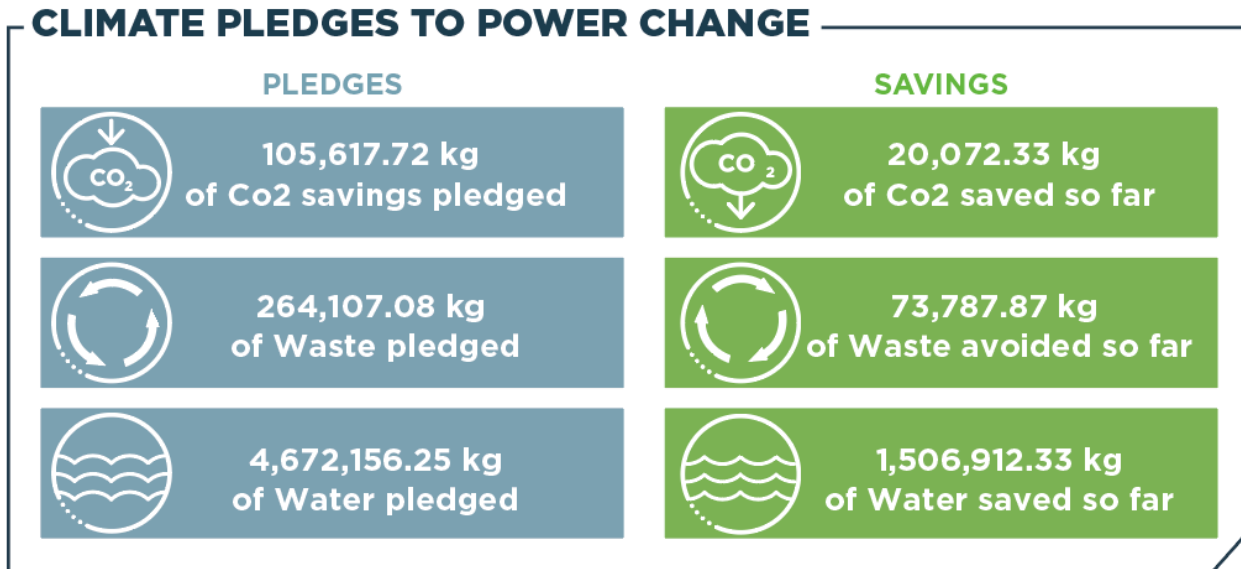 CLIMATE PLEDGES TO POWER CHANGE
PLEDGES
SAVINGS
CO2
105,617.72 kg
of Co2 savings pledged
CO 2
20,072.33 kg
of Co2 saved so far
264,107.08 kg
of Waste pledged
73,787.87 kg
of Waste avoided so far
4,672,156.25 kg
of Water pledged
1,506,912.33 kg
of Water saved so far